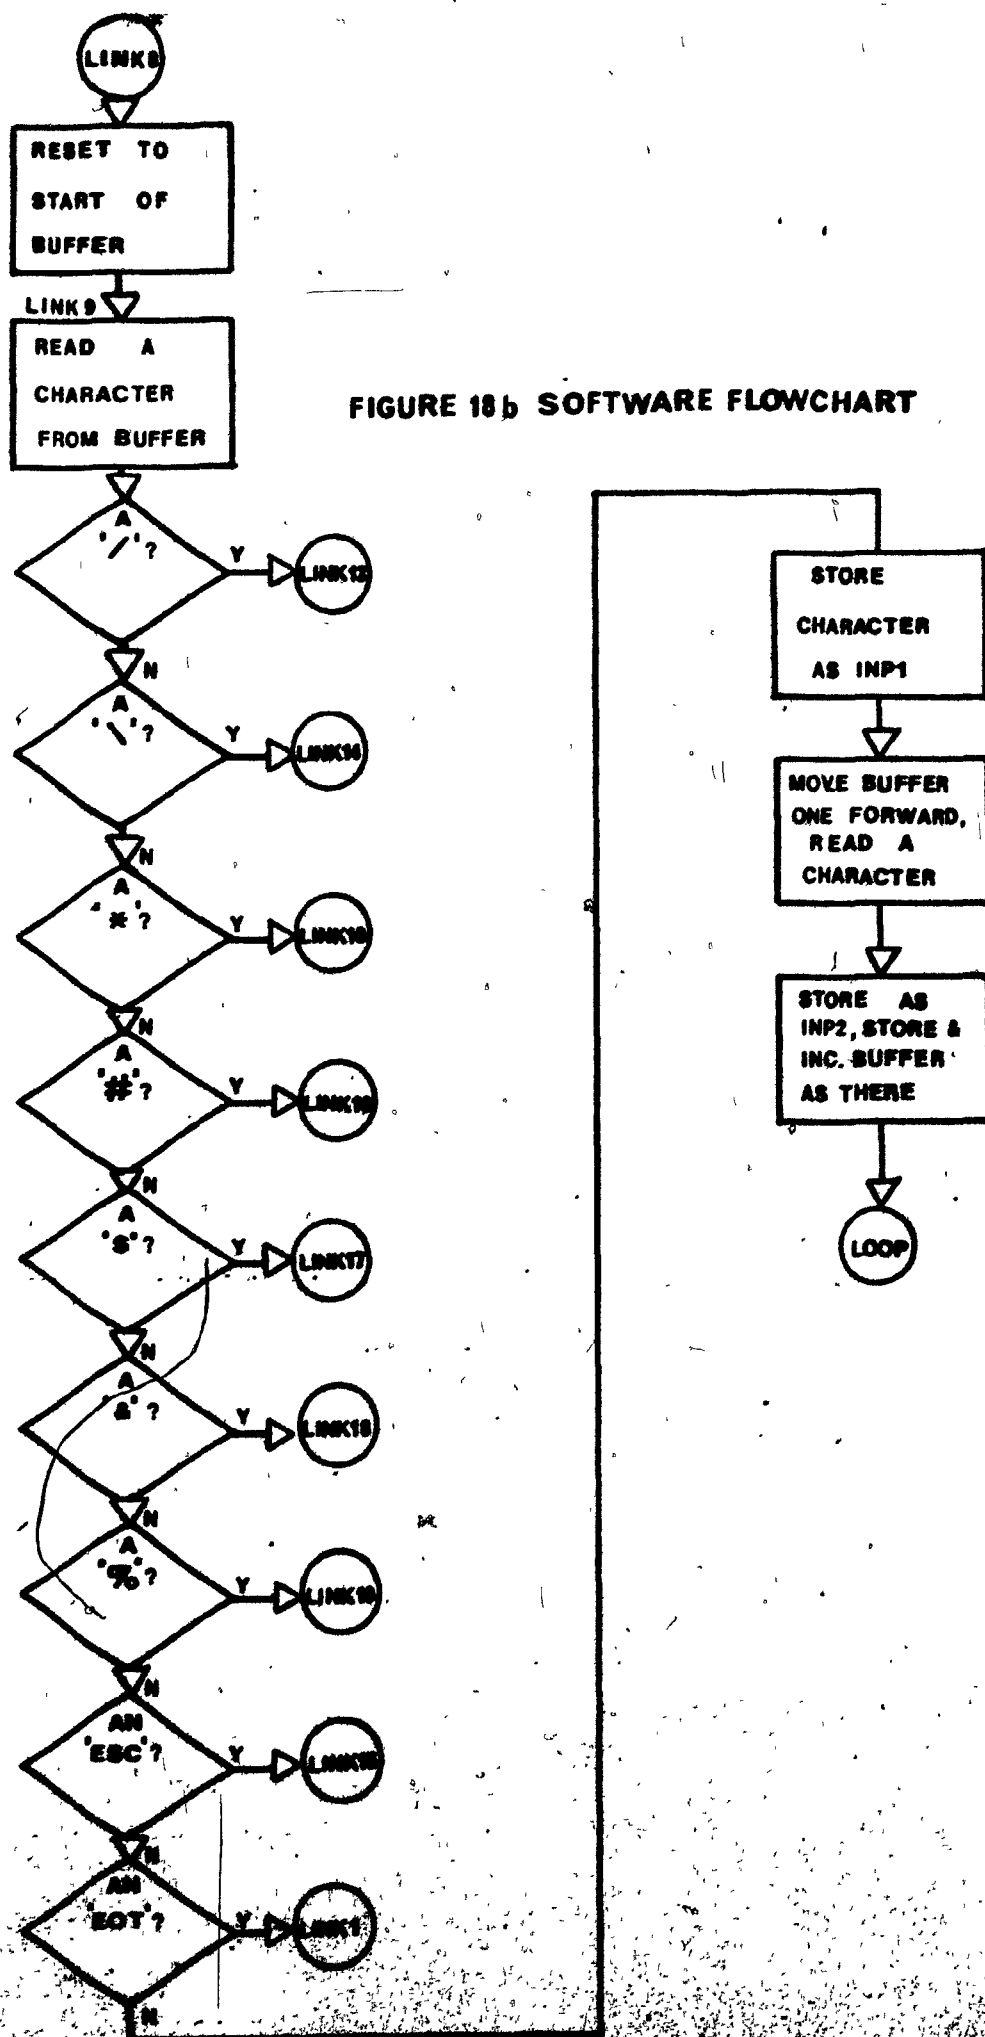 RESET TO
START OF
BUFFER
LINK9
READ A
CHARACTER
FROM BUFFER
FIGURE 18b SOFTWARE FLOWCHART
A
'/'?
Y
N
A
'\'?
Y
LINK14
N
A
'*'?
Y
N
A
'#'?
Y
N
A
'$'?
Y
LINK17
N
A
'&'?
Y
N
A
'%'?
Y
N
AN
'ESC'?
Y
N
AN
'EOT'?
Y
N
STORE
CHARACTER
AS INP1
MOVE BUFFER
ONE FORWARD,
READ A
CHARACTER
STORE AS
INP2, STORE &
INC. BUFFER
AS THERE
LOOP